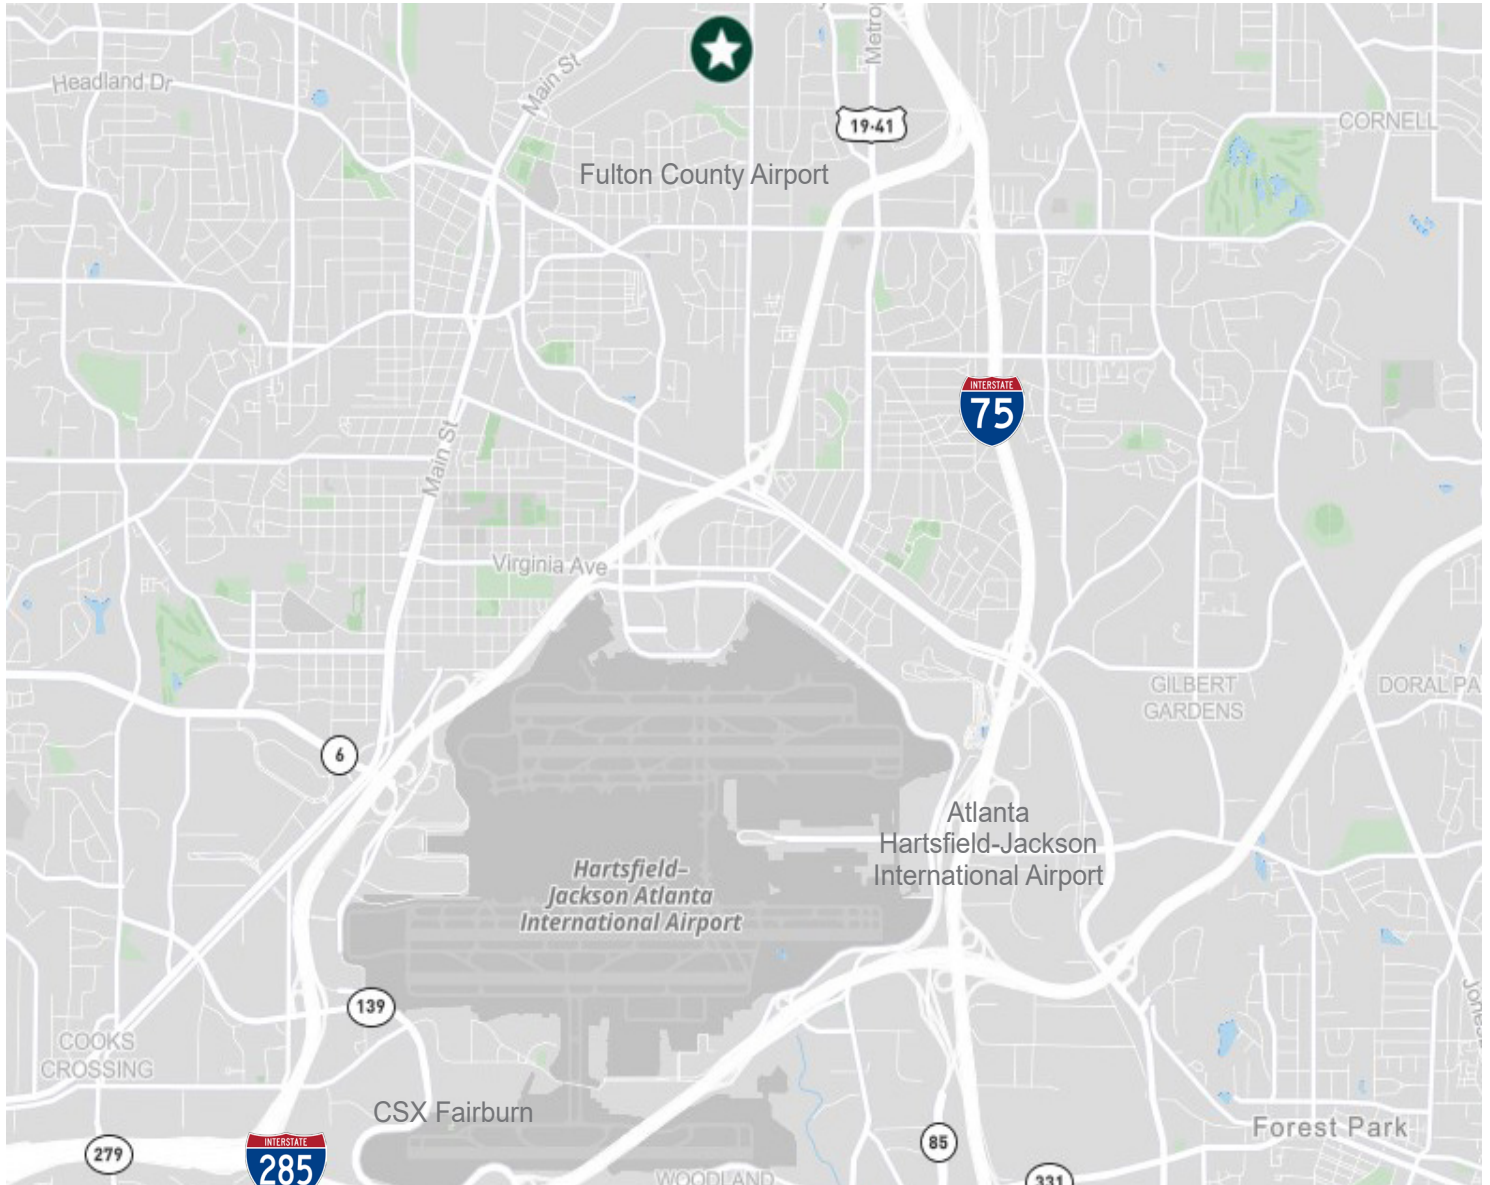 Metro
Headland Dr
Main St
19·41
CORNELL
Fulton County Airport
INTERSTATE
75
Main St
Virginia Ave
GILBERT
GARDENS
DORAL PA
6
Atlanta
Hartsfield-Jackson
International Airport
Hartsfield–
Jackson Atlanta
International Airport
139
COOKS
CROSSING
CSX Fairburn
Forest Park
279
INTERSTATE
285
85
WOODLAND
331